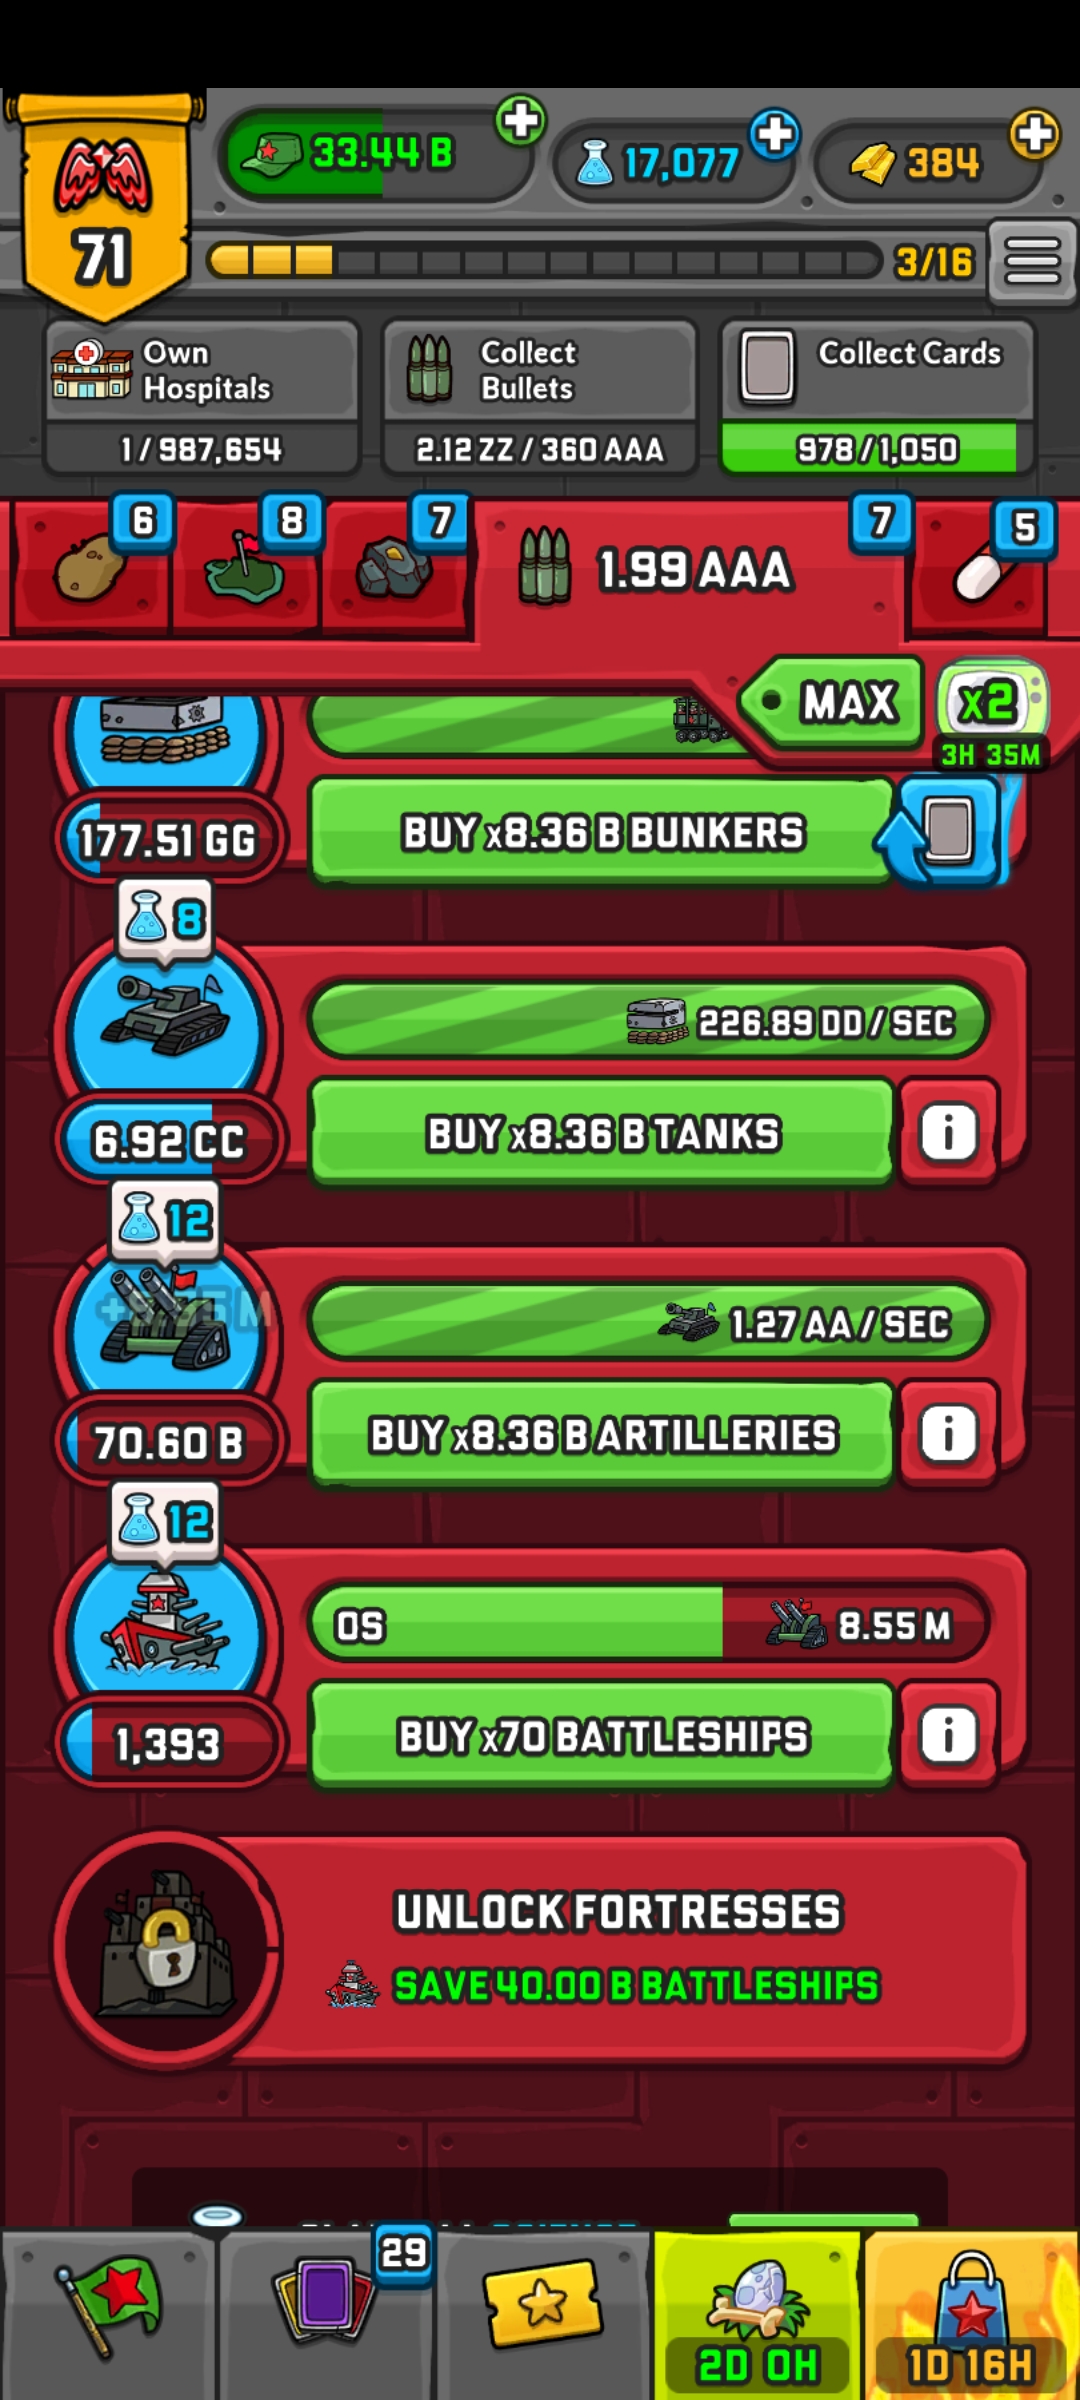 33.44 B
17,077
384
71
3/16
Own
Hospitals
1 / 987,654
Collect
Bullets
2.12 ZZ / 360 AAA
Collect Cards
978 / 1,050
6
8
7
1.99 AAA
7
5
MAX
x2
3H 35M
177.51 GG
BUY x8.36 B BUNKERS
8
226.89 DD / SEC
6.92 CC
BUY x8.36 B TANKS
i
12
1.27 AA / SEC
70.60 B
BUY x8.36 B ARTILLERIES
i
12
0S
8.55 M
1,393
BUY x70 BATTLESHIPS
i
UNLOCK FORTRESSES
SAVE 40.00 B BATTLESHIPS
29
2D 0H
1D 16H